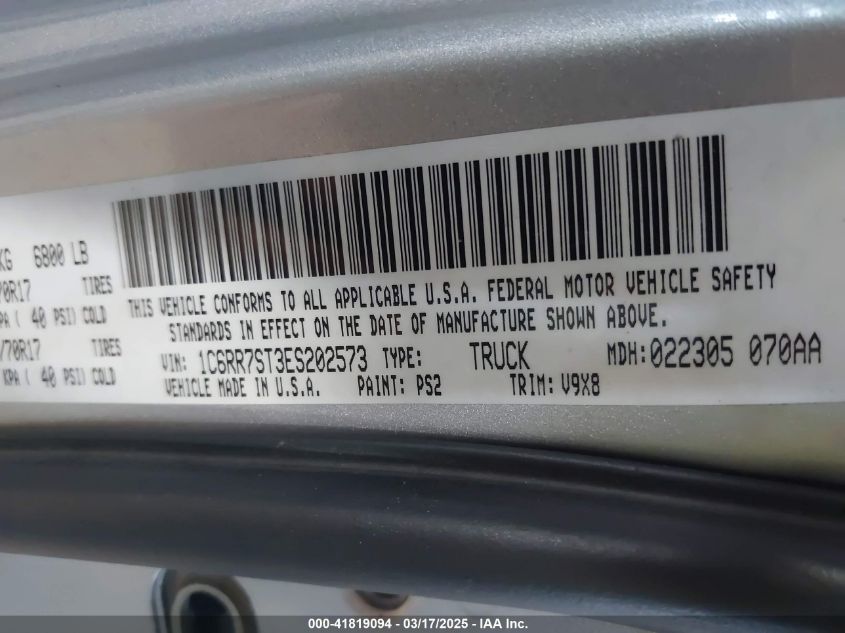 KG 6800 LB
70R17 TIRES
PA ( 40 PSI) COLD
/70R17 TIRES
KPA ( 40 PSI) COLD
THIS VEHICLE CONFORMS TO ALL APPLICABLE U.S.A. FEDERAL MOTOR VEHICLE SAFETY
STANDARDS IN EFFECT ON THE DATE OF MANUFACTURE SHOWN ABOVE.
VIN: 1C6RR7ST3ES202573 TYPE: TRUCK MDH: 022305 070AA
VEHICLE MADE IN U.S.A. PAINT: PS2 TRIM: V9X8
000-41819094 - 03/17/2025 - IAA Inc.